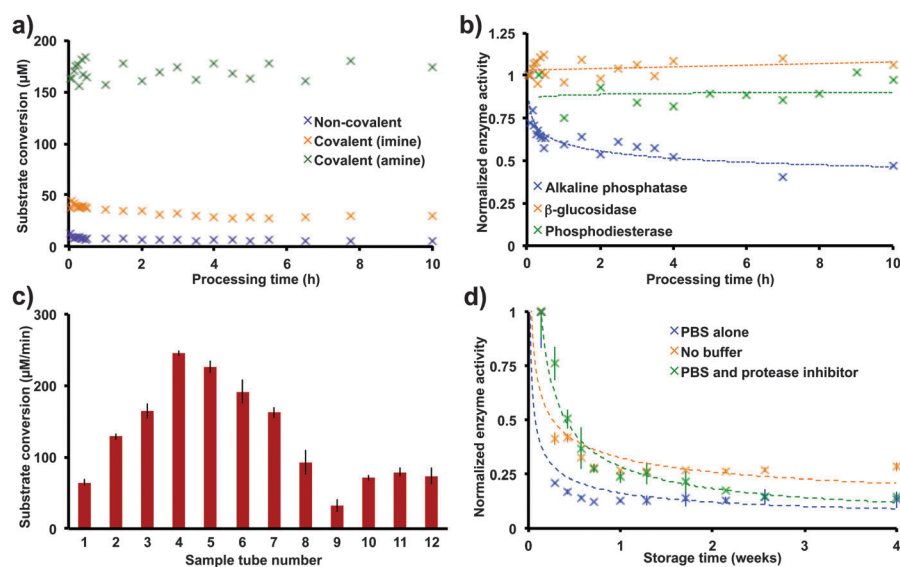 a)
200
150
100
50
0
Substrate conversion (µM)
Non-covalent
Covalent (imine)
Covalent (amine)
0 2 4 6 8 10
Processing time (h)
b)
1.25
1
0.75
0.5
0.25
0
Normalized enzyme activity
Alkaline phosphatase
β-glucosidase
Phosphodiesterase
0 2 4 6 8 10
Processing time (h)
c)
300
200
100
0
Substrate conversion (µM/min)
1 2 3 4 5 6 7 8 9 10 11 12
Sample tube number
d)
1
0.75
0.5
0.25
0
Normalized enzyme activity
PBS alone
No buffer
PBS and protease inhibitor
0 1 2 3 4
Storage time (weeks)